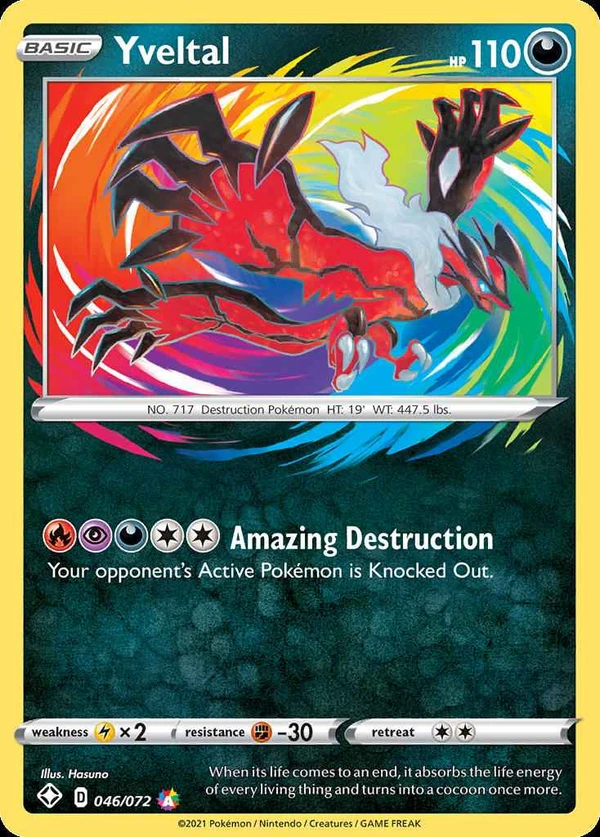 BASIC Yveltal HP 110
NO. 717 Destruction Pokémon HT: 19' WT: 447.5 lbs.
Amazing Destruction
Your opponent's Active Pokémon is Knocked Out.
weakness ×2 resistance -30 retreat
Illus. Hasuno
When its life comes to an end, it absorbs the life energy
of every living thing and turns into a cocoon once more.
D 046/072 A
©2021 Pokémon / Nintendo / Creatures / GAME FREAK